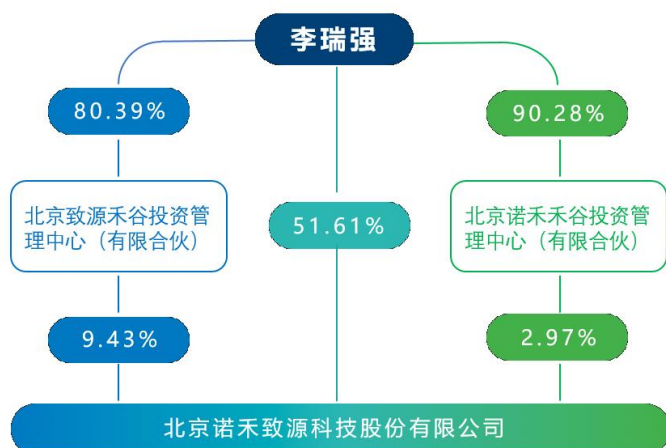 李瑞强
80.39%
90.28%
北京致源禾谷投资管
理中心（有限合伙）
51.61%
北京诺禾禾谷投资管
理中心（有限合伙）
9.43%
2.97%
北京诺禾致源科技股份有限公司